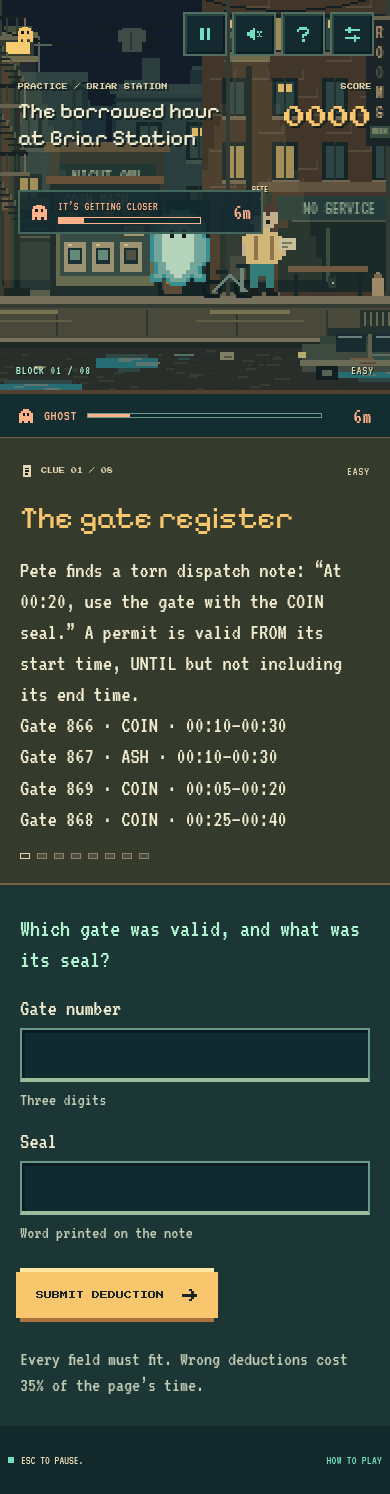 PRACTICE / BRIAR STATION
SCORE
The borrowed hour
at Briar Station
0000
ROOMS
NIGHT OWL
PETE
IT'S GETTING CLOSER
6m
NO SERVICE
BLOCK 01 / 08
EASY
GHOST
6m
CLUE 01 / 08
EASY
The gate register
Pete finds a torn dispatch note: “At
00:20, use the gate with the COIN
seal.” A permit is valid FROM its
start time, UNTIL but not including
its end time.
Gate 866 · COIN · 00:10–00:30
Gate 867 · ASH · 00:10–00:30
Gate 869 · COIN · 00:05–00:20
Gate 868 · COIN · 00:25–00:40
Which gate was valid, and what was
its seal?
Gate number
Three digits
Seal
Word printed on the note
SUBMIT DEDUCTION
Every field must fit. Wrong deductions cost
35% of the page’s time.
ESC TO PAUSE.
HOW TO PLAY